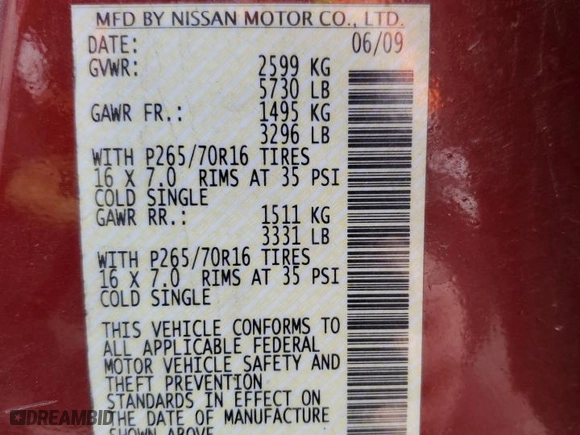 MFD BY NISSAN MOTOR CO., LTD.
DATE: 06/09
GVWR: 2599 KG
5730 LB
GAWR FR.: 1495 KG
3296 LB
WITH P265/70R16 TIRES
16 X 7.0 RIMS AT 35 PSI
COLD SINGLE
GAWR RR.: 1511 KG
3331 LB
WITH P265/70R16 TIRES
16 X 7.0 RIMS AT 35 PSI
COLD SINGLE
THIS VEHICLE CONFORMS TO
ALL APPLICABLE FEDERAL
MOTOR VEHICLE SAFETY AND
THEFT PREVENTION
STANDARDS IN EFFECT ON
THE DATE OF MANUFACTURE
SHOWN ABOVE
DREAMBID